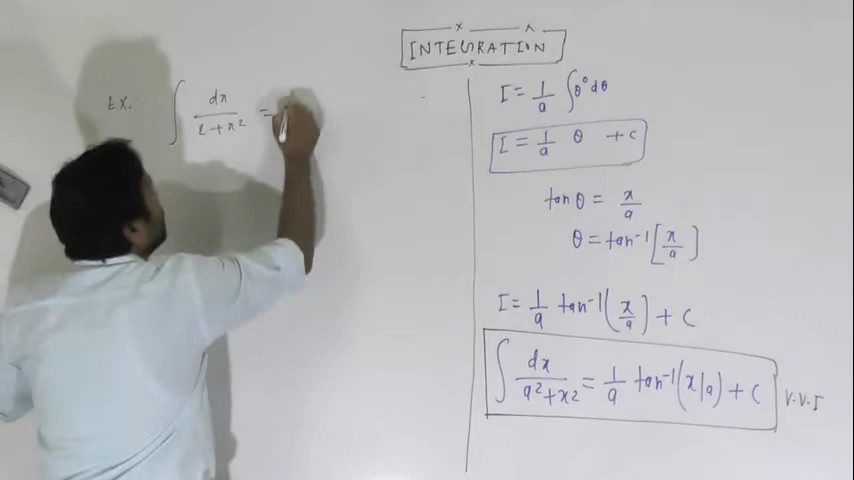 INTEGRATION
Ex. ∫ dx / 2 + x² =
I = 1/a ∫ θ° dθ
I = 1/a θ + c
tan θ = x/a
θ = tan⁻¹[x/a]
I = 1/a tan⁻¹(x/a) + C
∫ dx / a² + x² = 1/a tan⁻¹(x|a) + C V.V.I